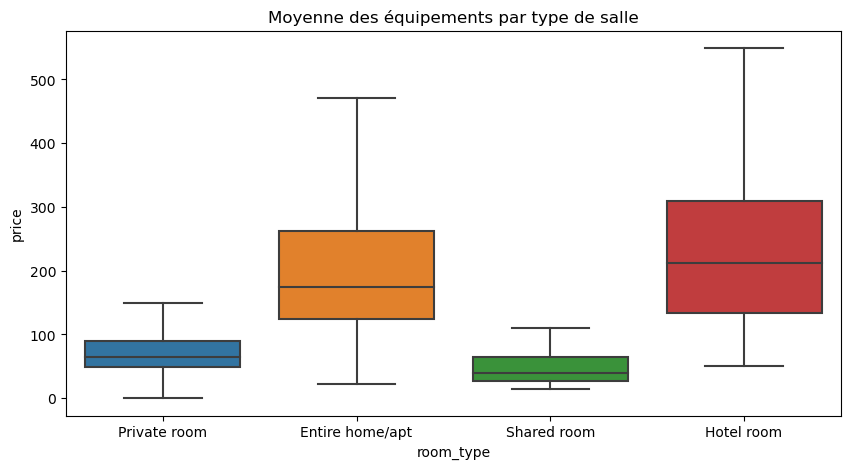 Moyenne des équipements par type de salle
500
400
300
200
100
0
price
Private room
Entire home/apt
Shared room
Hotel room
room_type